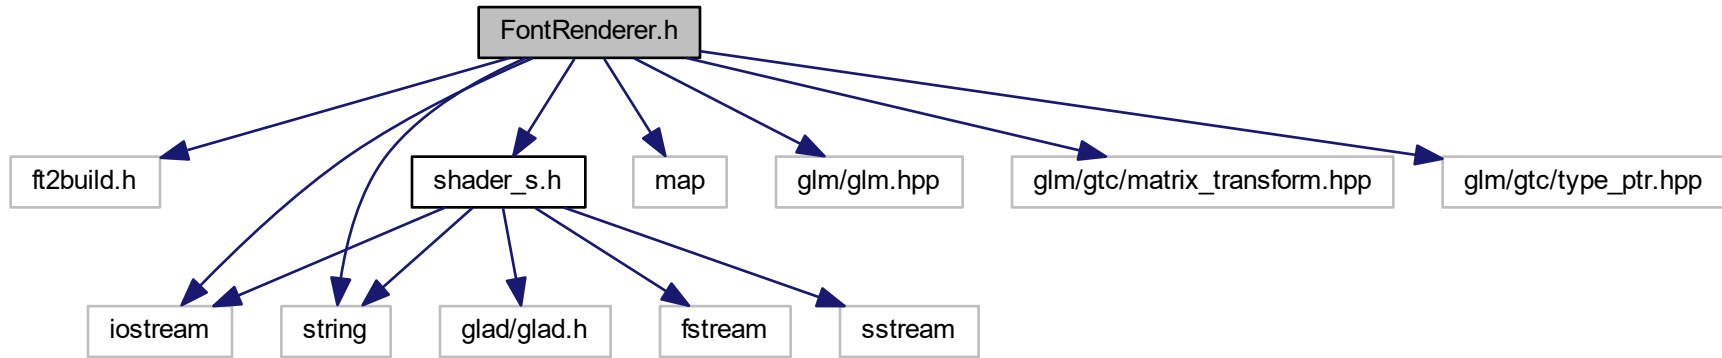 FontRenderer.h
ft2build.h
shader_s.h
map
glm/glm.hpp
glm/gtc/matrix_transform.hpp
glm/gtc/type_ptr.hpp
iostream
string
glad/glad.h
fstream
sstream